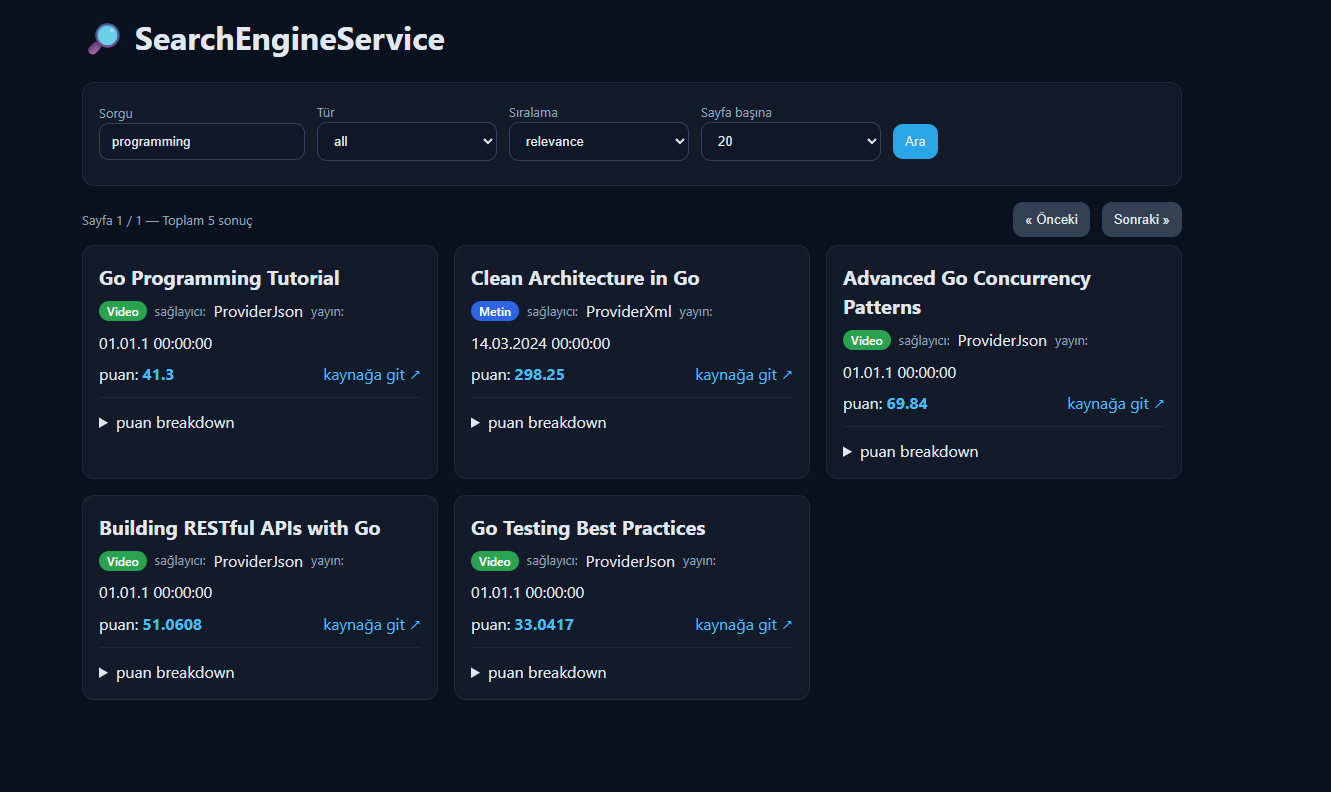 SearchEngineService
Sorgu
Tür
Sıralama
Sayfa başına
programming
all
relevance
20
Ara
Sayfa 1 / 1 — Toplam 5 sonuç
« Önceki
Sonraki »
Go Programming Tutorial
Video sağlayıcı: ProviderJson yayın:
01.01.1 00:00:00
puan: 41.3
kaynağa git ↗
▶ puan breakdown
Clean Architecture in Go
Metin sağlayıcı: ProviderXml yayın:
14.03.2024 00:00:00
puan: 298.25
kaynağa git ↗
▶ puan breakdown
Advanced Go Concurrency
Patterns
Video sağlayıcı: ProviderJson yayın:
01.01.1 00:00:00
puan: 69.84
kaynağa git ↗
▶ puan breakdown
Building RESTful APIs with Go
Video sağlayıcı: ProviderJson yayın:
01.01.1 00:00:00
puan: 51.0608
kaynağa git ↗
▶ puan breakdown
Go Testing Best Practices
Video sağlayıcı: ProviderJson yayın:
01.01.1 00:00:00
puan: 33.0417
kaynağa git ↗
▶ puan breakdown